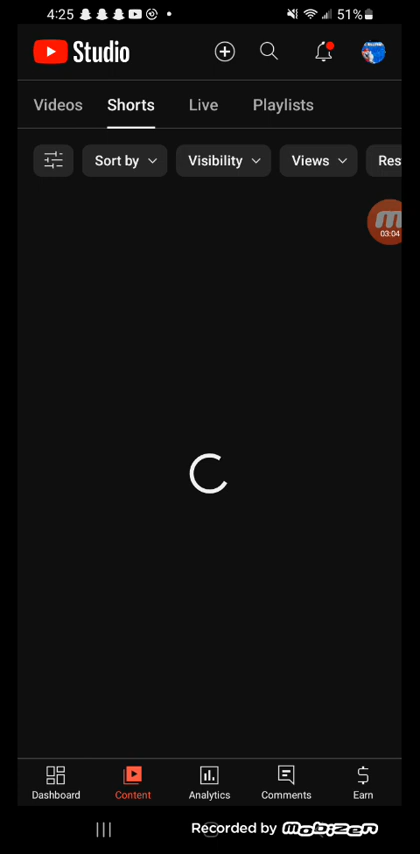 4:25 51%
Studio
Videos Shorts Live Playlists
Sort by Visibility Views Res
03:04
Dashboard Content Analytics Comments Earn
Recorded by MOBIZEN